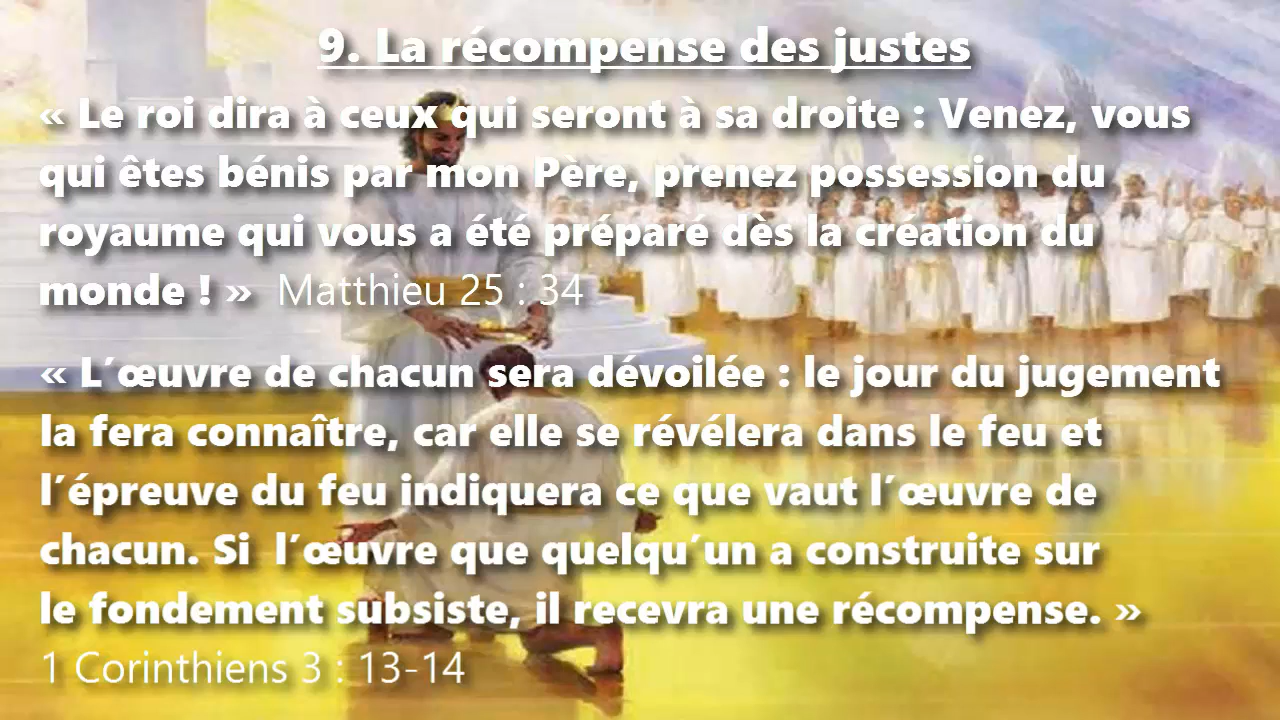 9. La récompense des justes
« Le roi dira à ceux qui seront à sa droite : Venez, vous
qui êtes bénis par mon Père, prenez possession du
royaume qui vous a été préparé dès la création du
monde ! »  Matthieu 25 : 34
« L´œuvre de chacun sera dévoilée : le jour du jugement
la fera connaître, car elle se révélera dans le feu et
l´épreuve du feu indiquera ce que vaut l´œuvre de
chacun. Si  l´œuvre que quelqu´un a construite sur
le fondement subsiste, il recevra une récompense. »
1 Corinthiens 3 : 13-14